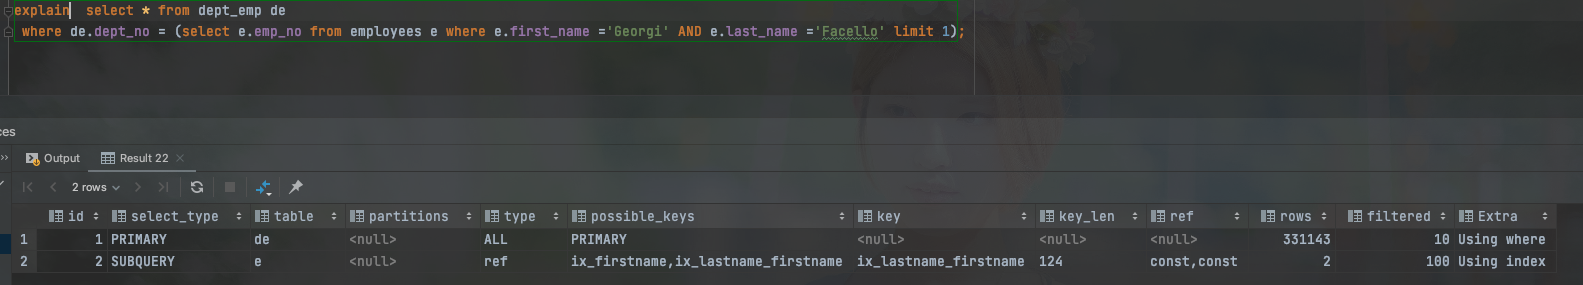 explain select * from dept_emp de
where de.dept_no = (select e.emp_no from employees e where e.first_name ='Georgi' AND e.last_name ='Facello' limit 1);
ces
Output Result 22
2 rows
id select_type table partitions type possible_keys key key_len ref rows filtered Extra
1 1 PRIMARY de <null> ALL PRIMARY <null> <null> <null> 331143 10 Using where
2 2 SUBQUERY e <null> ref ix_firstname,ix_lastname_firstname ix_lastname_firstname 124 const,const 2 100 Using index